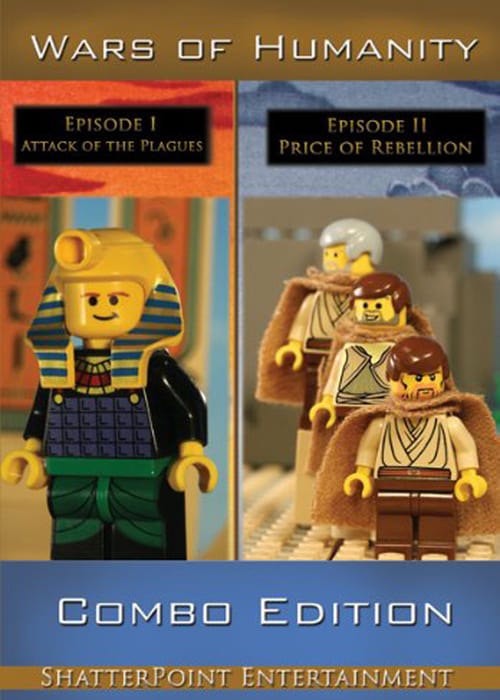 Wars of Humanity
Episode I
Attack of the Plagues
Episode II
Price of Rebellion
Combo Edition
ShatterPoint Entertainment